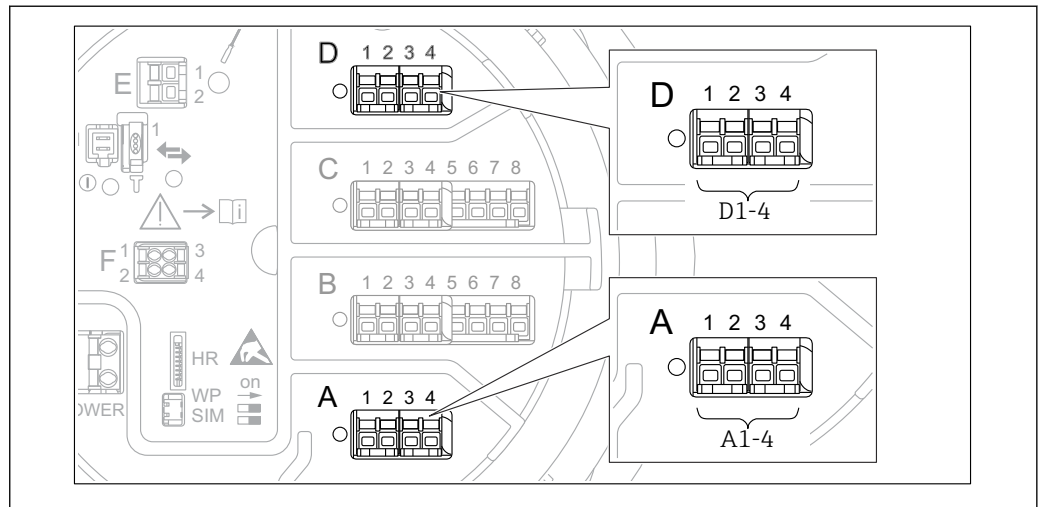 D 1 2 3 4
E 1
2
1
C 1 2 3 4 5 6 7 8
i
F 1 3
2 4
B 1 2 3 4 5 6 7 8
HR
WP on
SIM
OWER
A 1 2 3 4
D 1 2 3 4
D1-4
A 1 2 3 4
A1-4